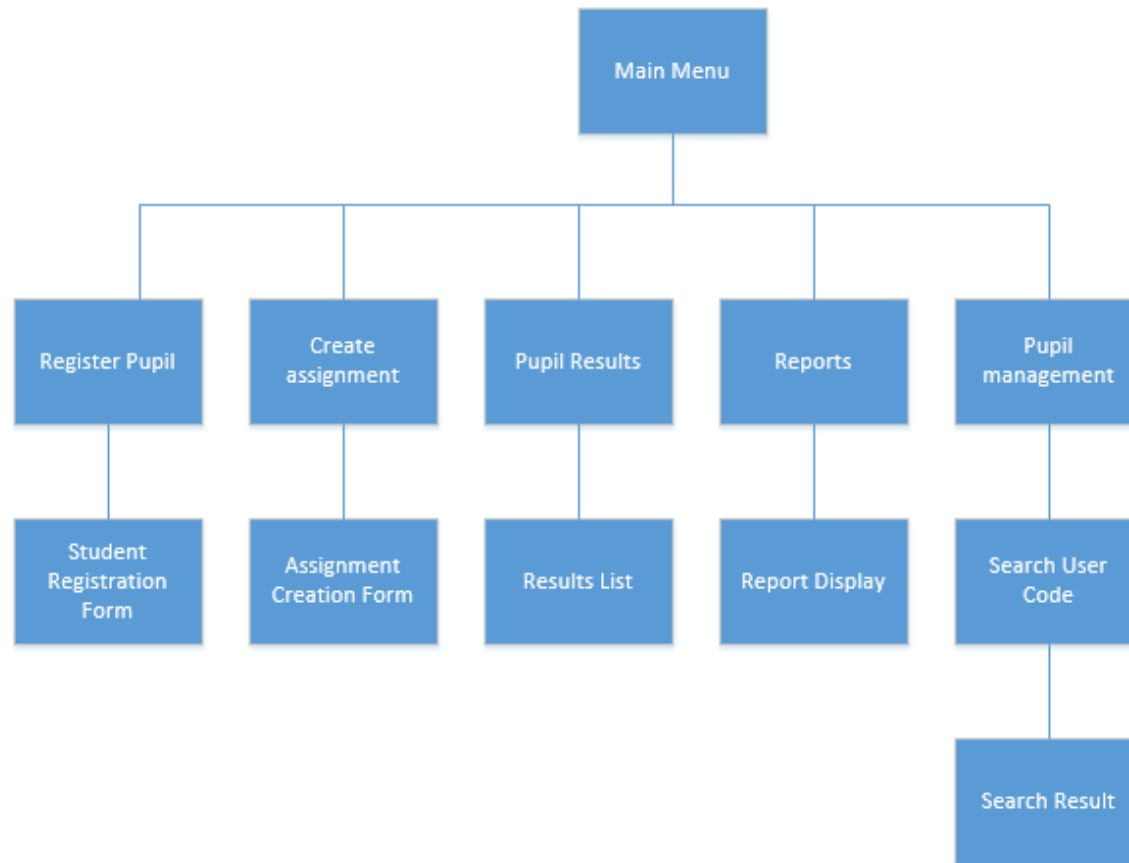 Main Menu
Register Pupil
Create
assignment
Pupil Results
Reports
Pupil
management
Student
Registration
Form
Assignment
Creation Form
Results List
Report Display
Search User
Code
Search Result